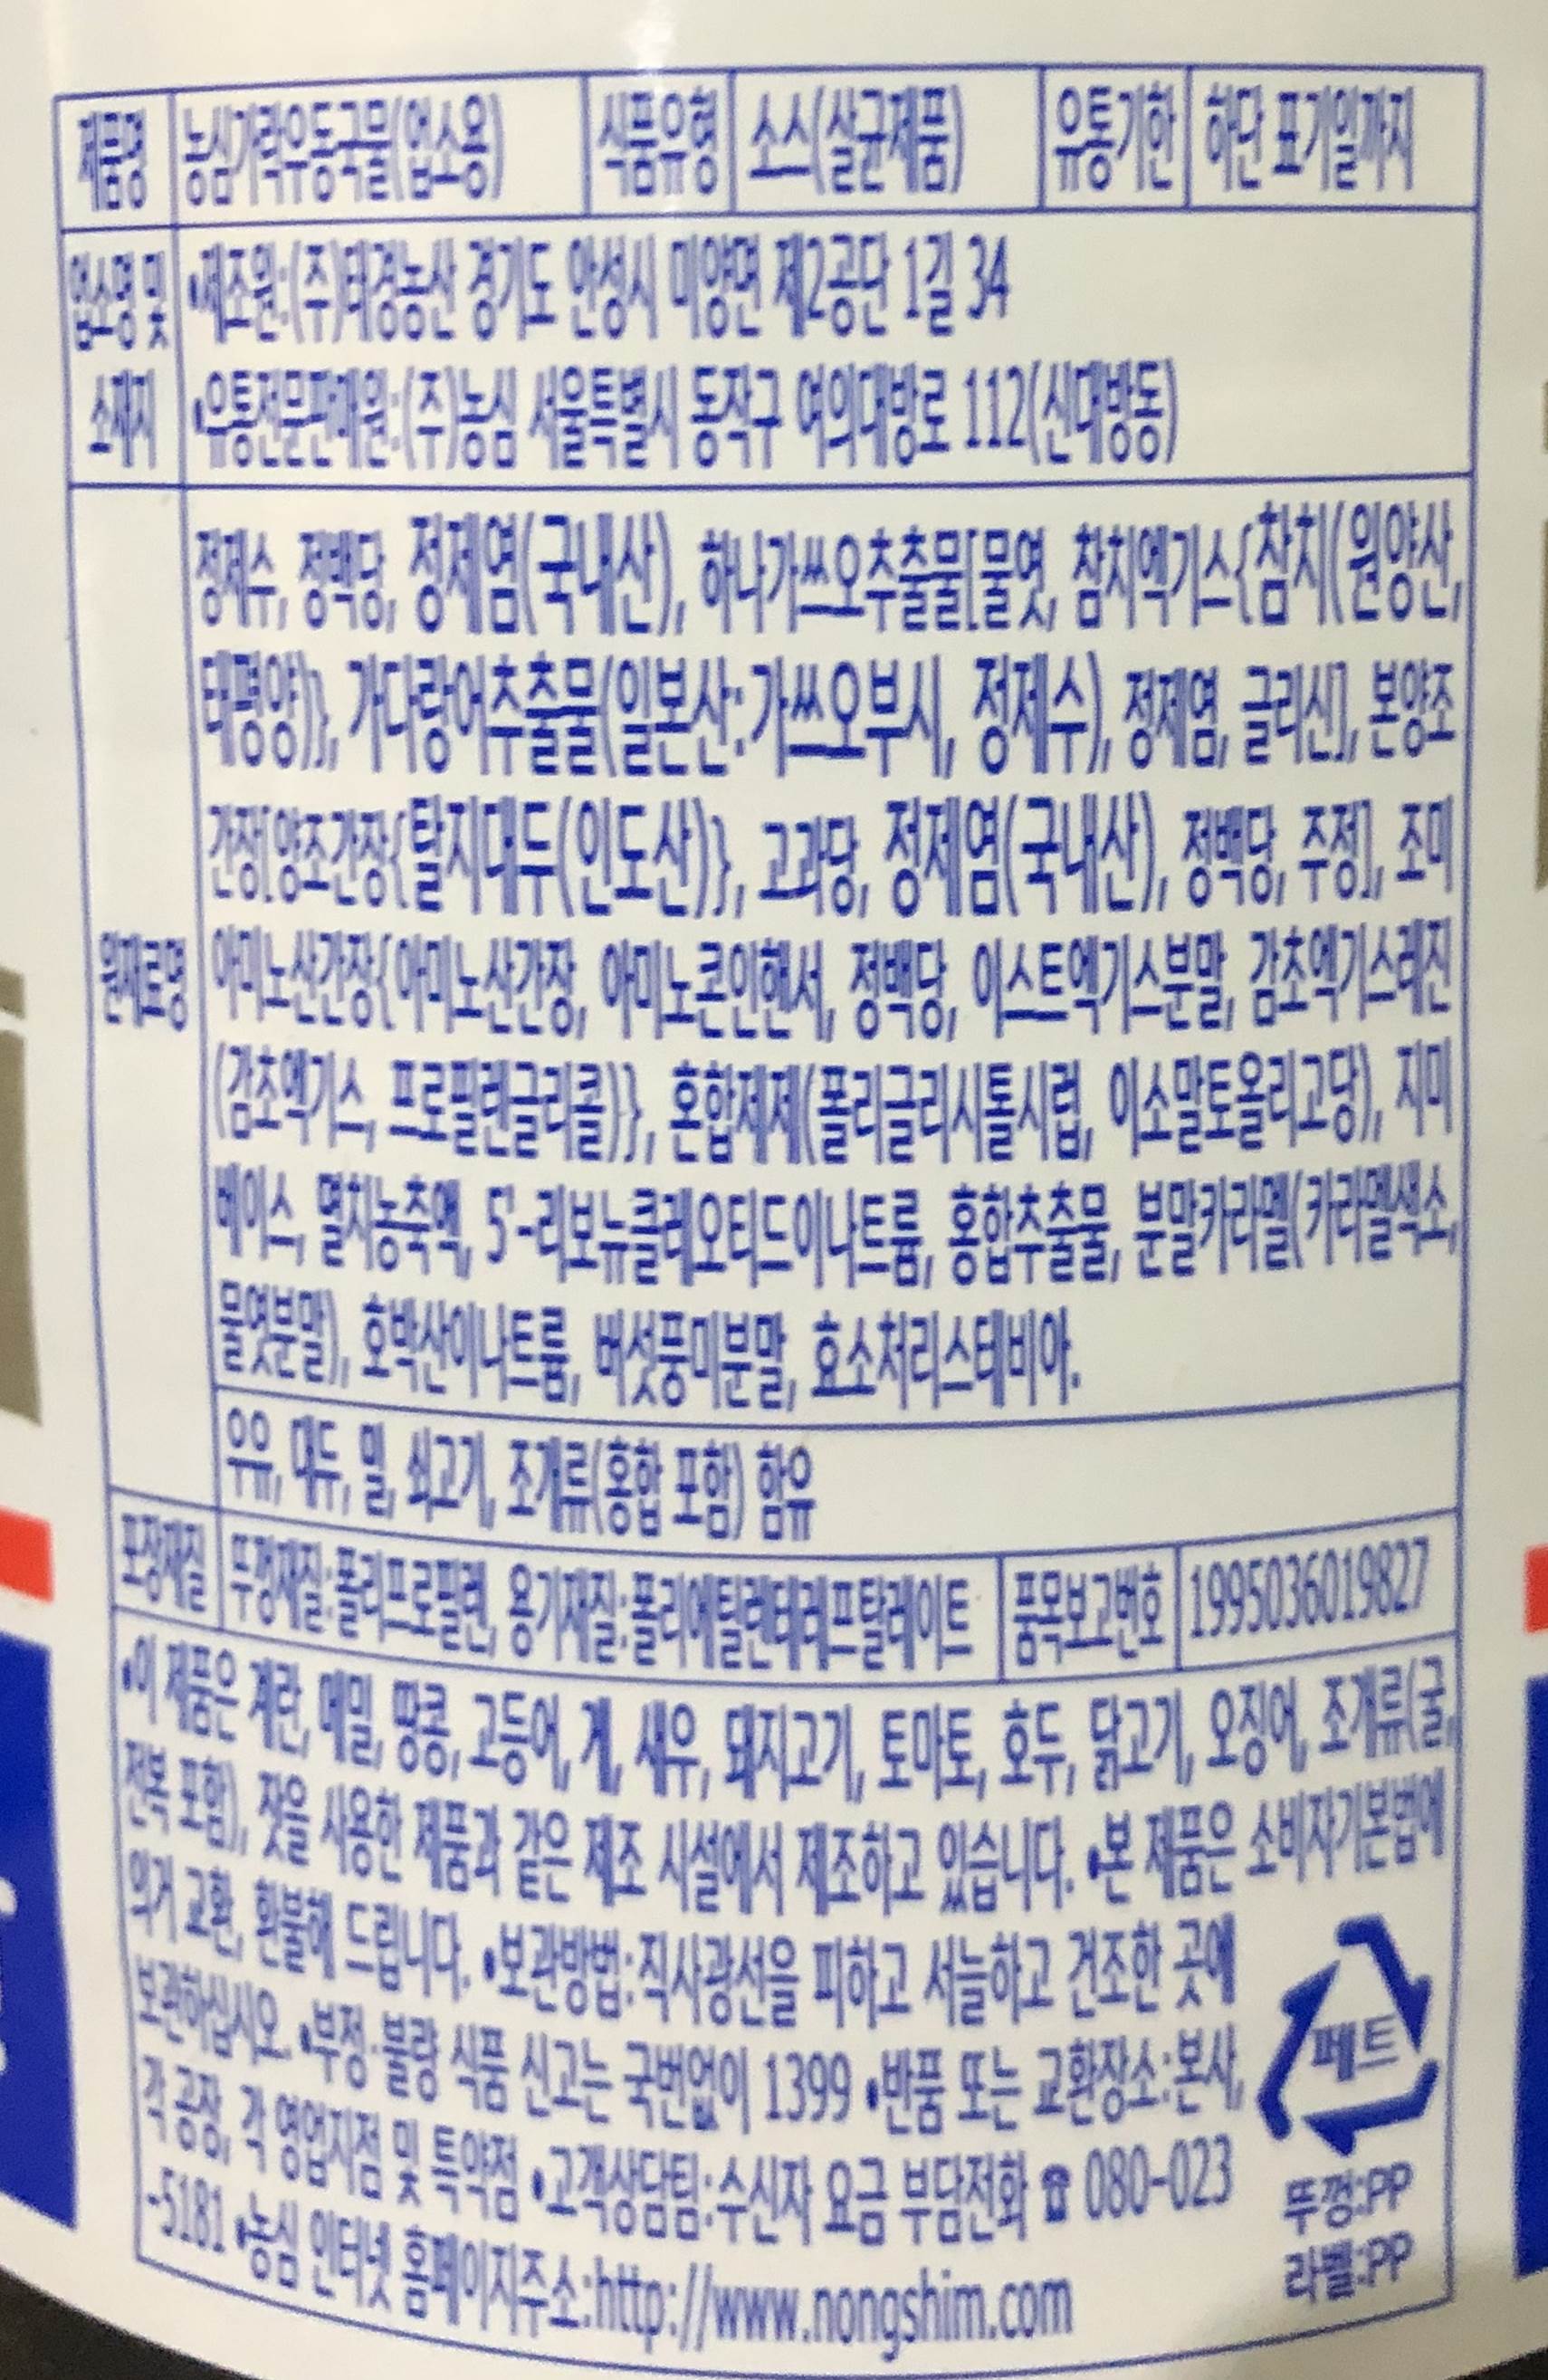 제품명 농심가락우동국물(업소용) 식품유형 소스(살균제품) 유통기한 하단 표기일까지
업소명 및 소재지
•제조원:(주)태경농산 경기도 안성시 미양면 제2공단 1길 34
•유통전문판매원:(주)농심 서울특별시 동작구 여의대방로 112(신대방동)
원재료명
정제수, 정백당, 정제염(국내산), 하나가쓰오추출물[물엿, 참치엑기스{참치(원양산,
태평양)}, 가다랑어추출물(일본산:가쓰오부시, 정제수), 정제염, 글리신], 본양조
간장[양조간장{탈지대두(인도산)}, 고과당, 정제염(국내산), 정백당, 주정], 조미
아미노산간장{아미노산간장, 아미노콘인핸서, 정백당, 이스트엑기스분말, 감초엑기스레진
(감초엑기스, 프로필렌글리콜)}, 혼합제제(폴리글리시톨시럽, 이소말토올리고당), 지미
베이스, 멸치농축액, 5'-리보뉴클레오티드이나트륨, 홍합추출물, 분말카라멜(카라멜색소,
물엿분말), 호박산이나트륨, 버섯풍미분말, 효소처리스테비아.
우유, 대두, 밀, 쇠고기, 조개류(홍합 포함) 함유
포장재질 뚜껑재질:폴리프로필렌, 용기재질:폴리에틸렌테레프탈레이트 품목보고번호 1995036019827
•이 제품은 계란, 메밀, 땅콩, 고등어, 게, 새우, 돼지고기, 토마토, 호두, 닭고기, 오징어, 조개류(굴,
전복 포함), 잣을 사용한 제품과 같은 제조 시설에서 제조하고 있습니다. •본 제품은 소비자기본법에
의거 교환, 환불해 드립니다. •보관방법:직사광선을 피하고 서늘하고 건조한 곳에
보관하십시오. •부정·불량 식품 신고는 국번없이 1399 •반품 또는 교환장소:본사,
각 공장, 각 영업지점 및 특약점 •고객상담팀:수신자 요금 부담전화 ☎ 080-023
-5181 •농심 인터넷 홈페이지주소:http://www.nongshim.com
페트
뚜껑:PP
라벨:PP